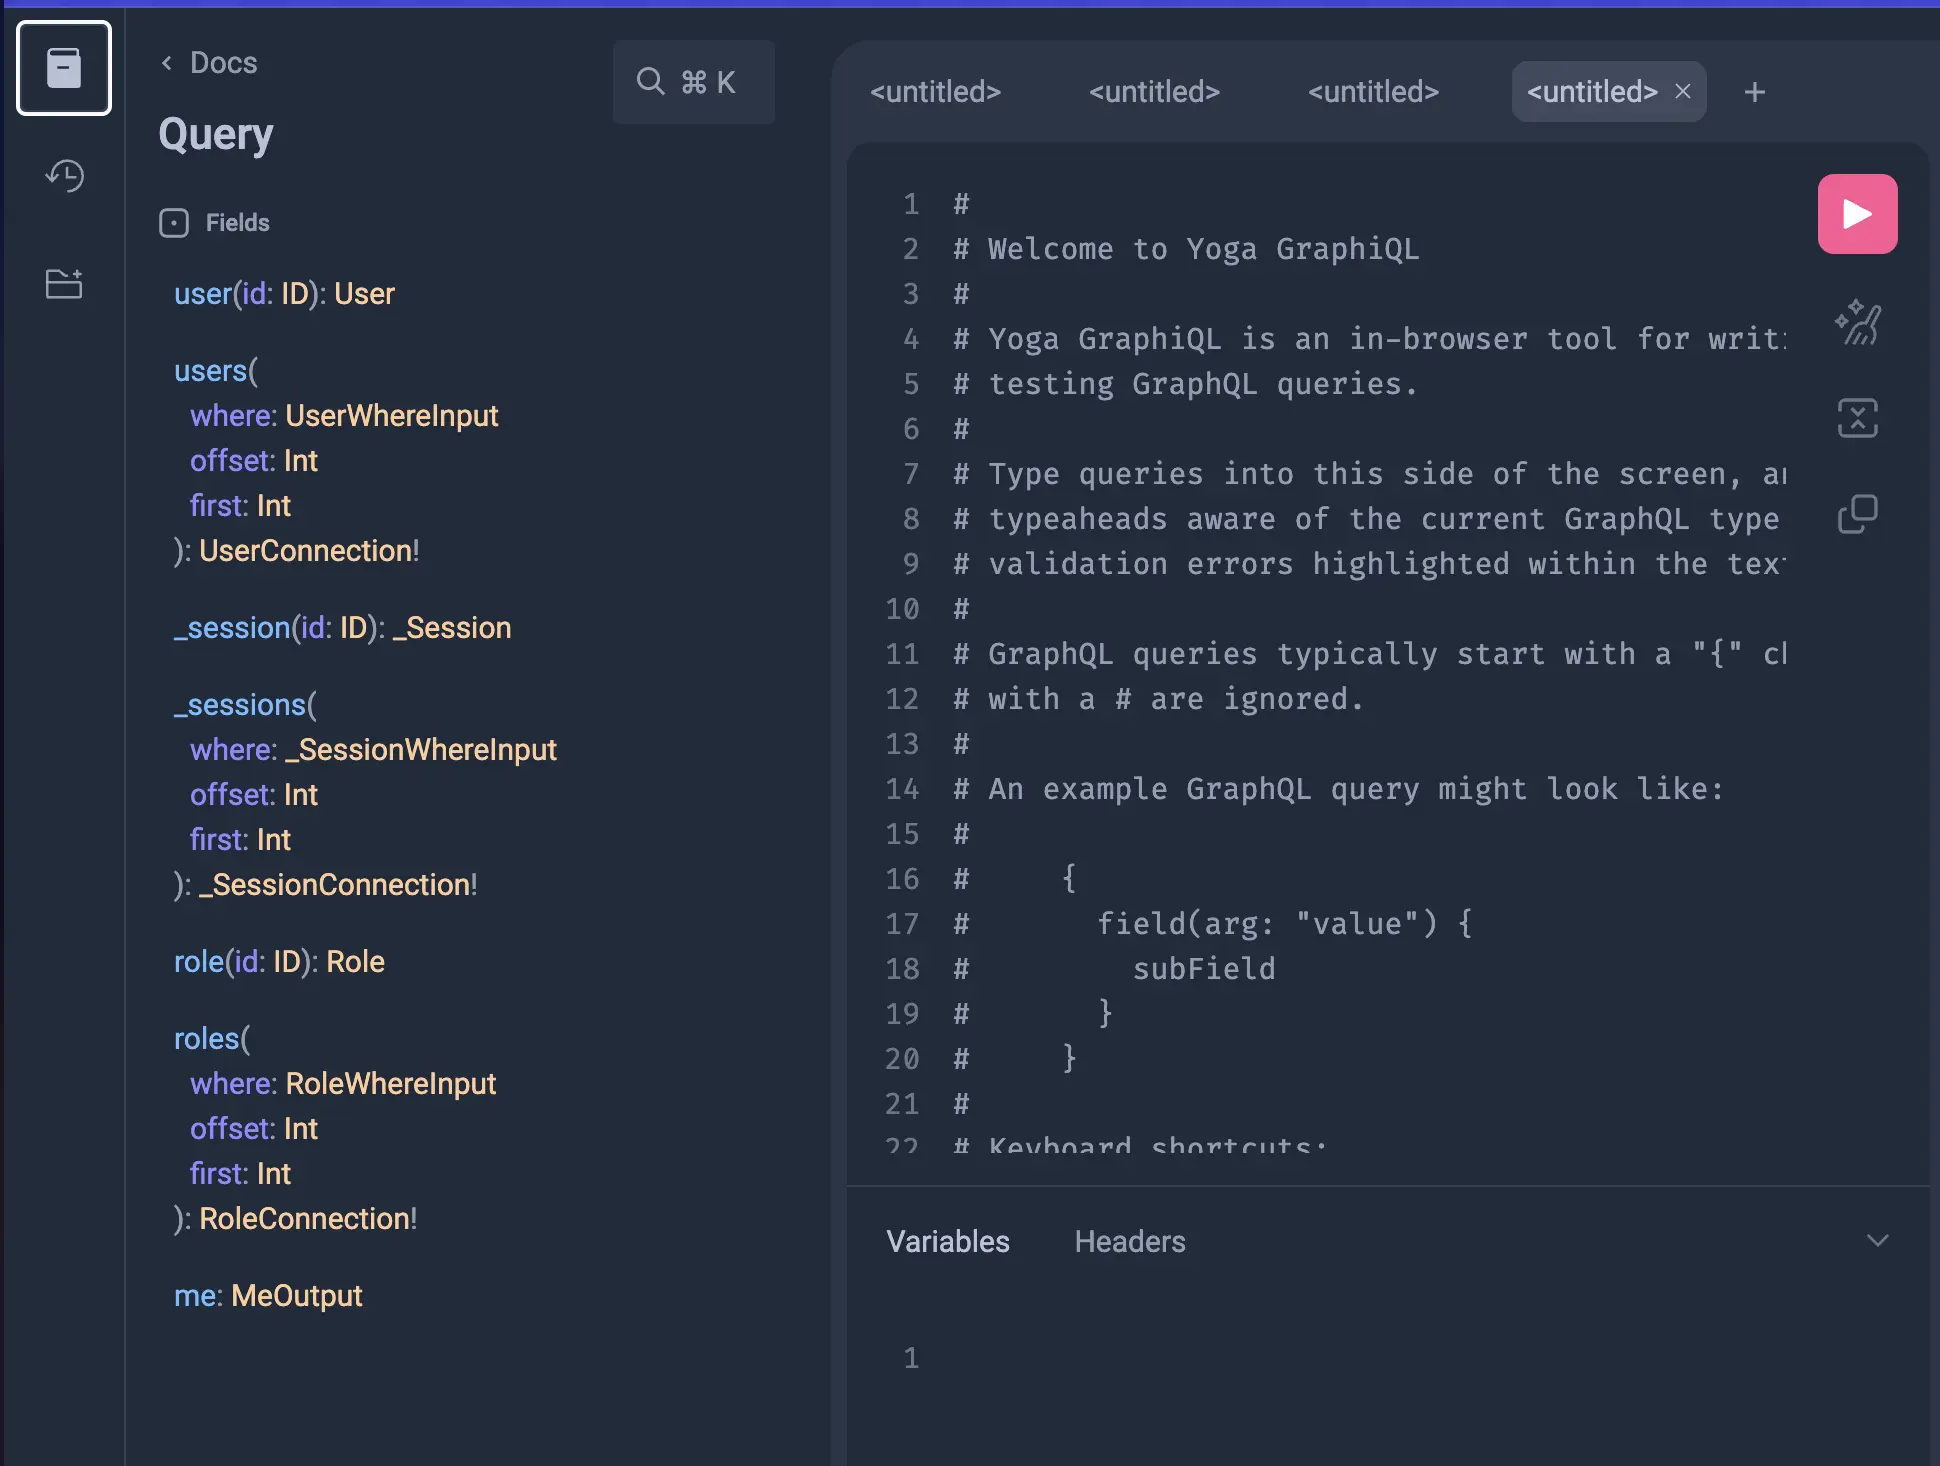 Docs
⌘ K
Query
Fields
user(id: ID): User
users(
where: UserWhereInput
offset: Int
first: Int
): UserConnection!
_session(id: ID): _Session
_sessions(
where: _SessionWhereInput
offset: Int
first: Int
): _SessionConnection!
role(id: ID): Role
roles(
where: RoleWhereInput
offset: Int
first: Int
): RoleConnection!
me: MeOutput
<untitled> <untitled> <untitled> <untitled>
1 #
2 # Welcome to Yoga GraphiQL
3 #
4 # Yoga GraphiQL is an in-browser tool for
5 # testing GraphQL queries.
6 #
7 # Type queries into this side of the screen,
8 # typeaheads aware of the current GraphQL type
9 # validation errors highlighted within the
10 #
11 # GraphQL queries typically start with a "{"
12 # with a # are ignored.
13 #
14 # An example GraphQL query might look like:
15 #
16 # {
17 # field(arg: "value") {
18 # subField
19 # }
20 # }
21 #
22 # Keyboard shortcuts:
Variables Headers
1